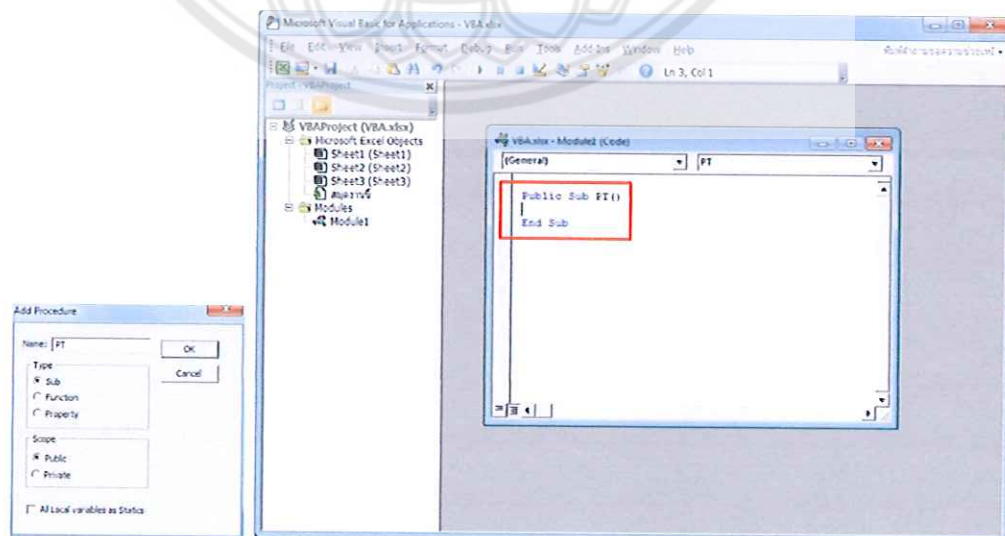 Microsoft Visual Basic for Applications - VBA.xlsx
File Edit View Insert Format Debug Run Tools Add-Ins Window Help
Ln 3, Col 1
Project - VBAProject
VBAProject (VBA.xlsx)
Microsoft Excel Objects
Sheet1 (Sheet1)
Sheet2 (Sheet2)
Sheet3 (Sheet3)
Modules
Module1
VBA.xlsx - Module1 (Code)
(General) PT
Public Sub PT()
End Sub
Add Procedure
Name: PT
OK
Type
Cancel
Sub
Function
Property
Scope
Public
Private
All Local variables as Statics